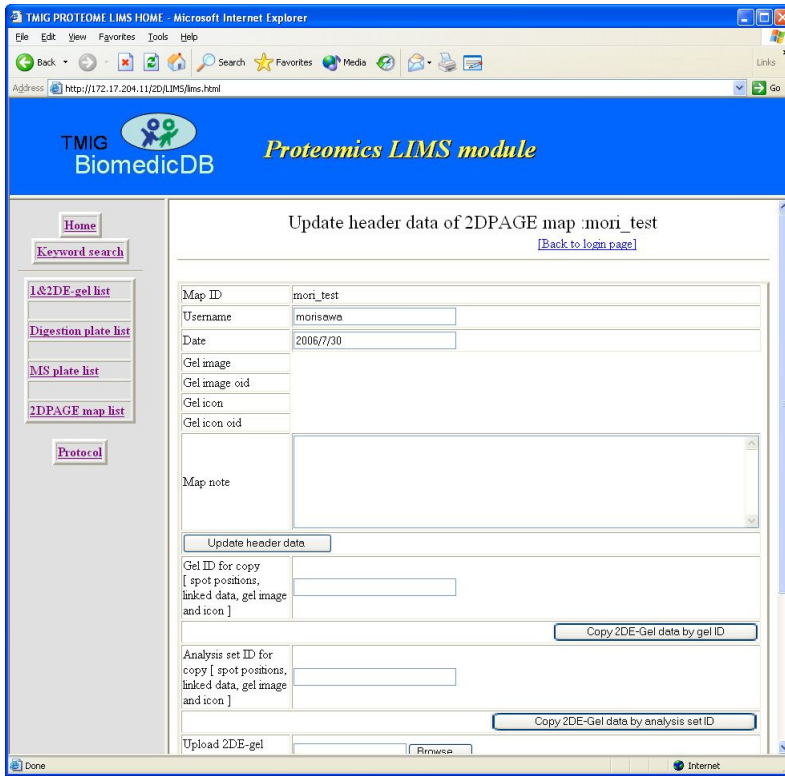 TMIG PROTEOME LIMS HOME - Microsoft Internet Explorer
File Edit View Favorites Tools Help
Back Search Favorites Media Links
Address http://172.17.204.11/2D/LIMS/lims.html Go
TMIG
BiomedicDB
Proteomics LIMS module
Home
Keyword search
1&2DE-gel list
Digestion plate list
MS plate list
2DPAGE map list
Protocol
Update header data of 2DPAGE map :mori_test
[Back to login page]
Map ID mori_test
Username morisawa
Date 2006/7/30
Gel image
Gel image oid
Gel icon
Gel icon oid
Map note
Update header data
Gel ID for copy
[ spot positions,
linked data, gel image
and icon ]
Copy 2DE-Gel data by gel ID
Analysis set ID for
copy [ spot positions,
linked data, gel image
and icon ]
Copy 2DE-Gel data by analysis set ID
Upload 2DE-gel
Browse...
Done Internet